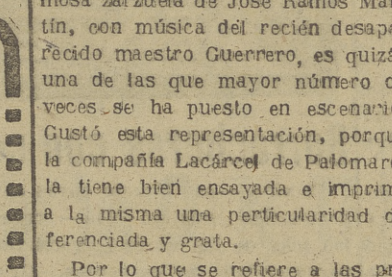 mosa zarzuela de José Ramos Mar
tín, con música del recién desapa
recido maestro Guerrero, es quizá
una de las que mayor número d
veces se ha puesto en escenari
Gustó esta representación, porqu
la compañía Lacárcel de Palomar
la tiene bien ensayada e imprim
a la misma una perticularidad d
ferenciada y grata.
Por lo que se refiere a las